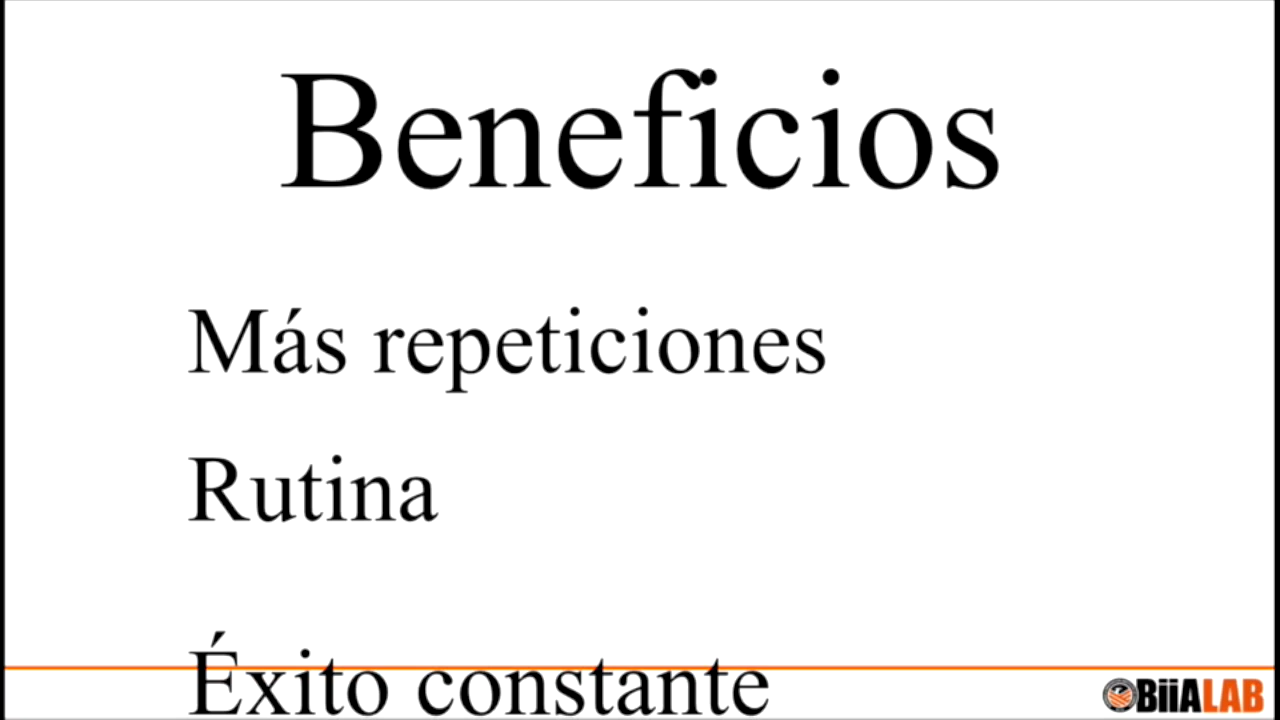 Beneficios
Más repeticiones
Rutina
Éxito constante
BiiALAB